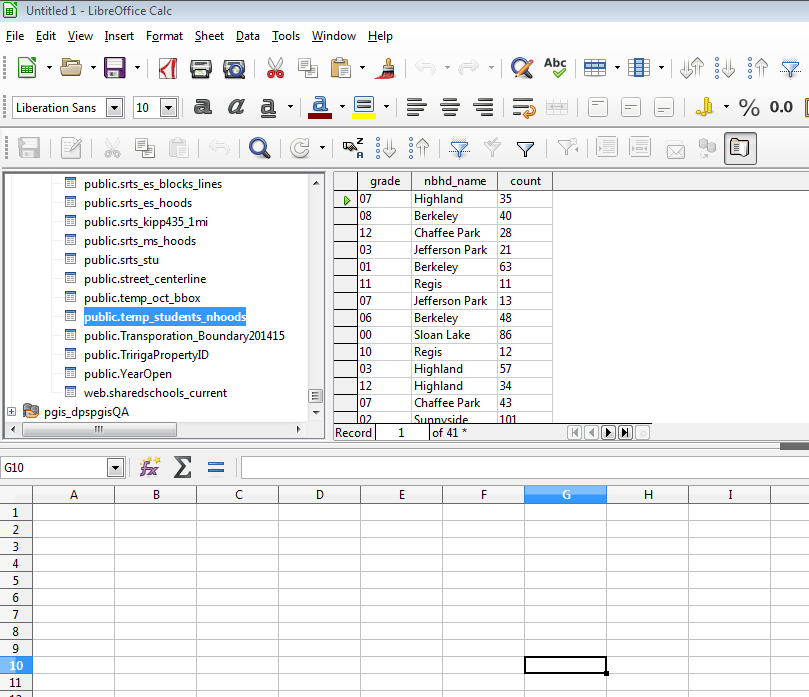 Untitled 1 - LibreOffice Calc
File Edit View Insert Format Sheet Data Tools Window Help
Abc
Liberation Sans 10 a a a a % 0.0
Z A
public.srts_es_blocks_lines
public.srts_es_hoods
public.srts_kipp435_1mi
public.srts_ms_hoods
public.srts_stu
public.street_centerline
public.temp_oct_bbox
public.temp_students_nhoods
public.Transporation_Boundary201415
public.TririgaPropertyID
public.YearOpen
web.sharedschools_current
pgis_dpspgisQA
grade nbhd_name count
07 Highland 35
08 Berkeley 40
12 Chaffee Park 28
03 Jefferson Park 21
01 Berkeley 63
11 Regis 11
07 Jefferson Park 13
06 Berkeley 48
00 Sloan Lake 86
10 Regis 12
03 Highland 57
12 Highland 34
07 Chaffee Park 43
02 Sunnyside 101
Record 1 of 41 *
G10 fx Σ =
A B C D E F G H I
1
2
3
4
5
6
7
8
9
10
11